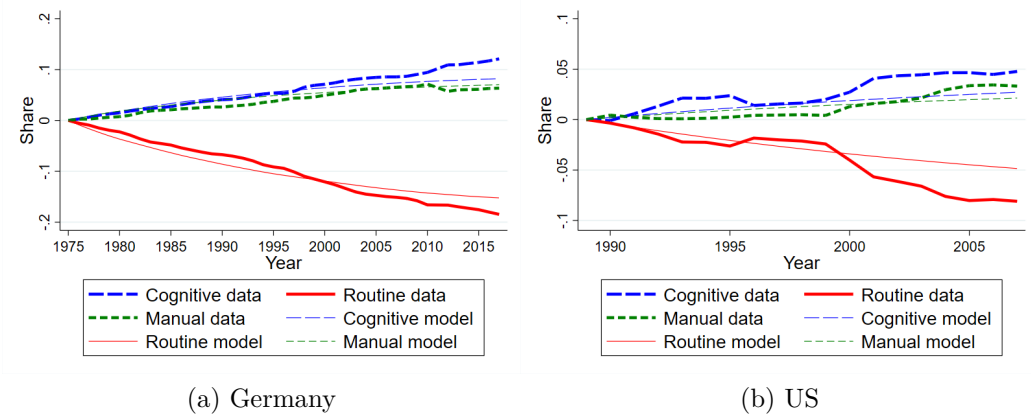 .2
.1
0
-.1
-.2
Share
1975 1980 1985 1990 1995 2000 2005 2010 2015
Year
Cognitive data Routine data
Manual data Cognitive model
Routine model Manual model
(a) Germany
.1
.05
0
-.05
-.1
Share
1990 1995 2000 2005
Year
Cognitive data Routine data
Manual data Cognitive model
Routine model Manual model
(b) US